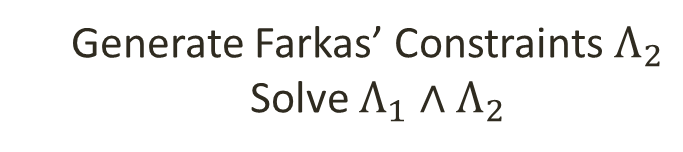 Generate Farkas’ Constraints Λ₂
Solve Λ₁ ∧ Λ₂